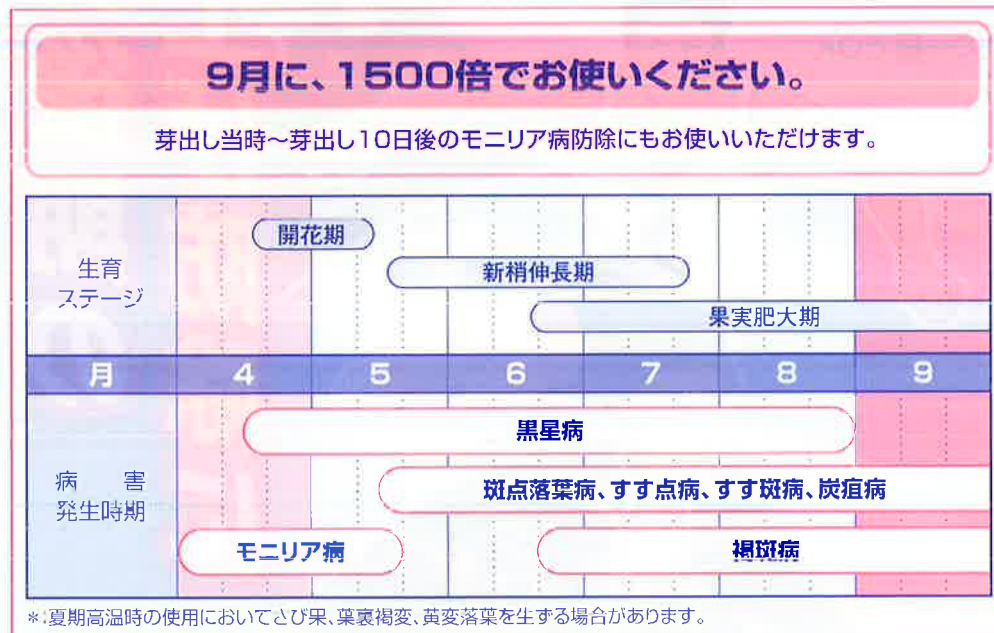 9月に、1500倍でお使いください。
芽出し当時～芽出し10日後のモニリア病防除にもお使いいただけます。
生育
ステージ
開花期
新梢伸長期
果実肥大期
月 4 5 6 7 8 9
病 害
発生時期
黒星病
斑点落葉病、すす点病、すす斑病、炭疽病
モニリア病
褐斑病
*:夏期高温時の使用においてさび果、葉裏褐変、黄変落葉を生ずる場合があります。